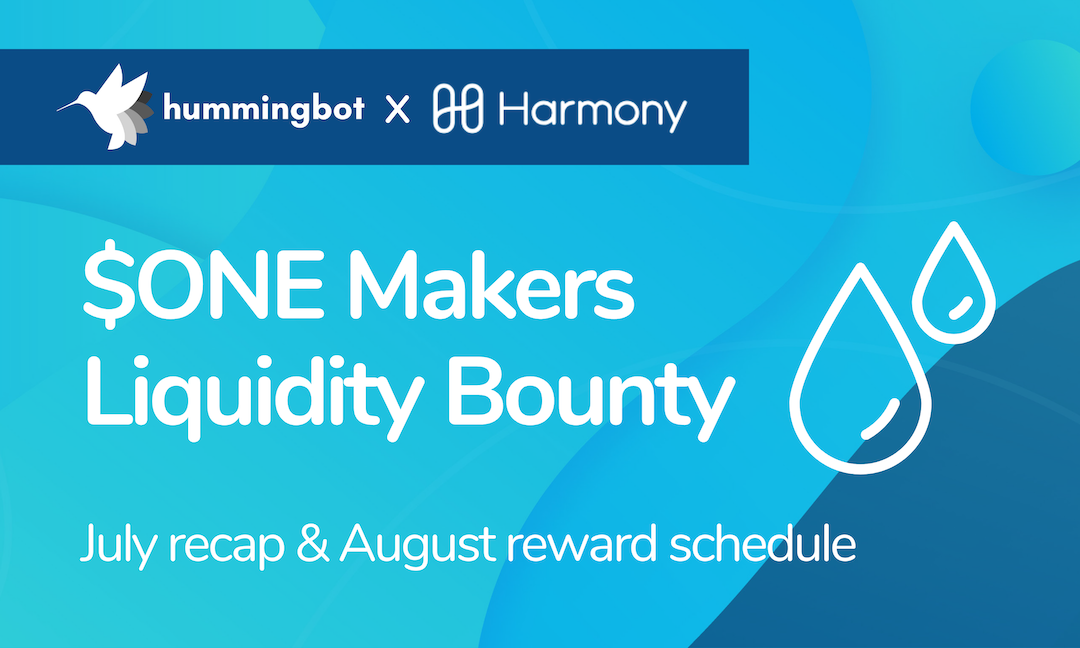 hummingbot X Harmony
$ONE Makers
Liquidity Bounty
July recap & August reward schedule